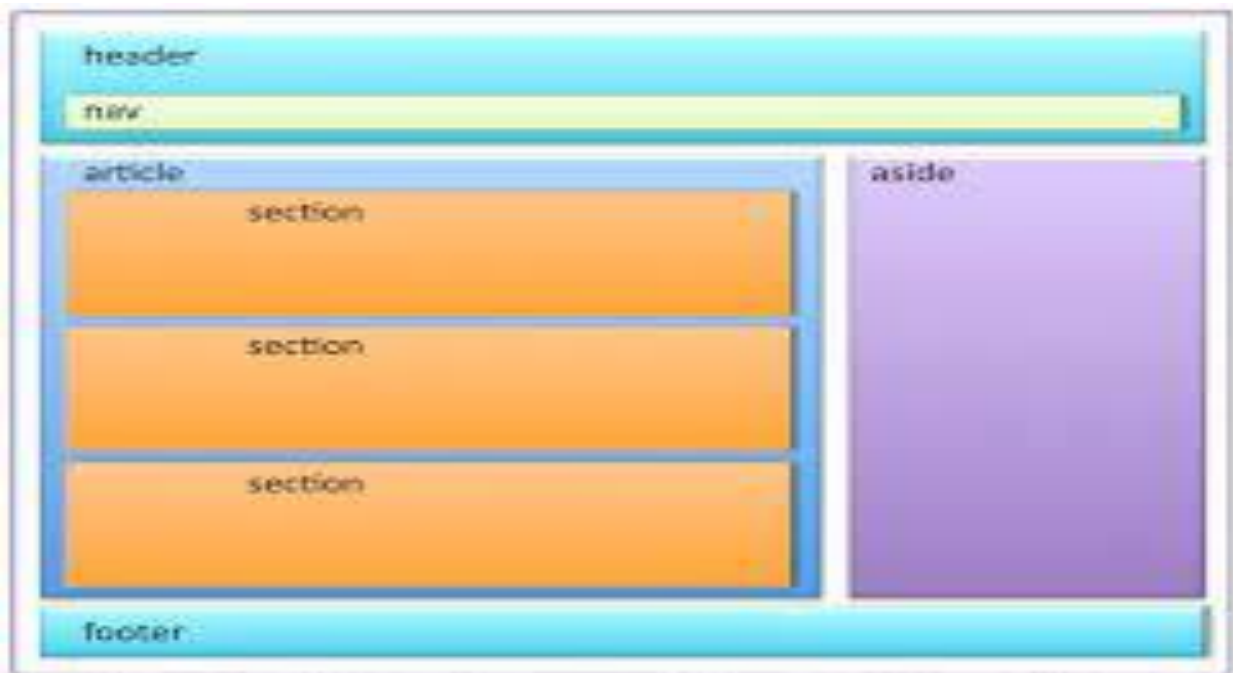 header
nav
article
aside
section
section
section
footer